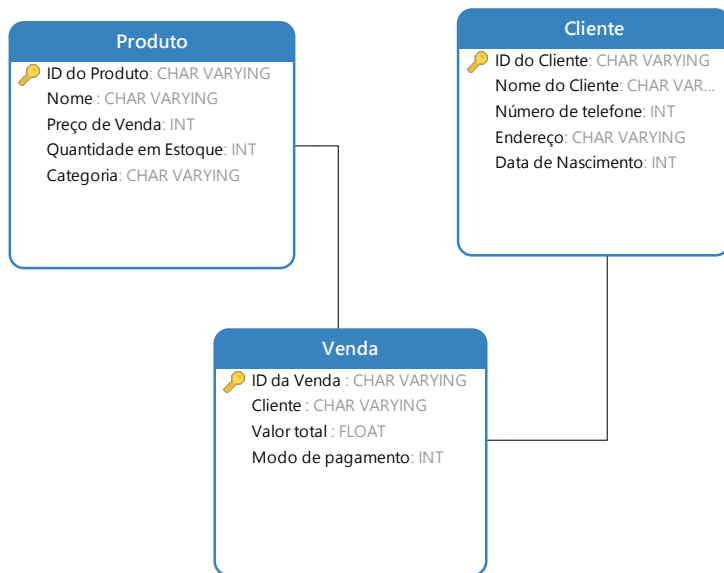 Produto
ID do Produto: CHAR VARYING
Nome : CHAR VARYING
Preço de Venda: INT
Quantidade em Estoque: INT
Categoria: CHAR VARYING
Cliente
ID do Cliente: CHAR VARYING
Nome do Cliente: CHAR VAR...
Número de telefone: INT
Endereço: CHAR VARYING
Data de Nascimento: INT
Venda
ID da Venda : CHAR VARYING
Cliente : CHAR VARYING
Valor total : FLOAT
Modo de pagamento: INT